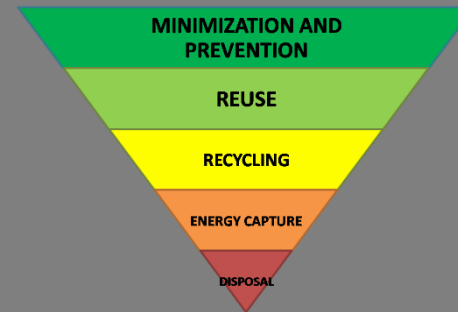 MINIMIZATION AND
PREVENTION
REUSE
RECYCLING
ENERGY CAPTURE
DISPOSAL